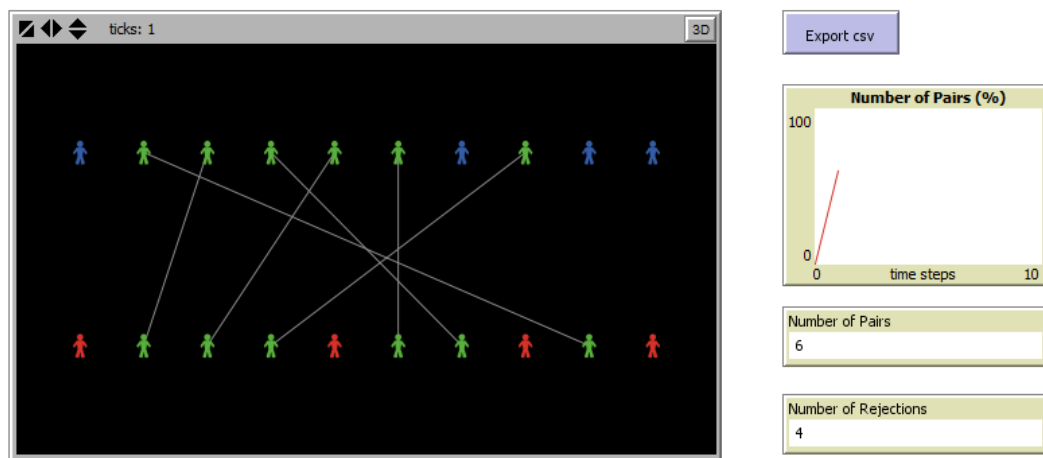 ticks: 1
3D
Export csv
Number of Pairs (%)
100
0
0 time steps 10
Number of Pairs
6
Number of Rejections
4